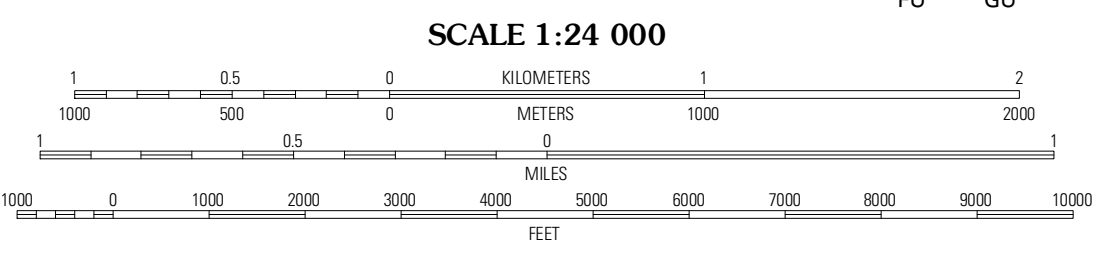 SCALE 1:24 000
1 0.5 0 KILOMETERS 1 2
1000 500 0 METERS 1000 2000
1 0.5 0 1
MILES
1000 0 1000 2000 3000 4000 5000 6000 7000 8000 9000 10000
FEET